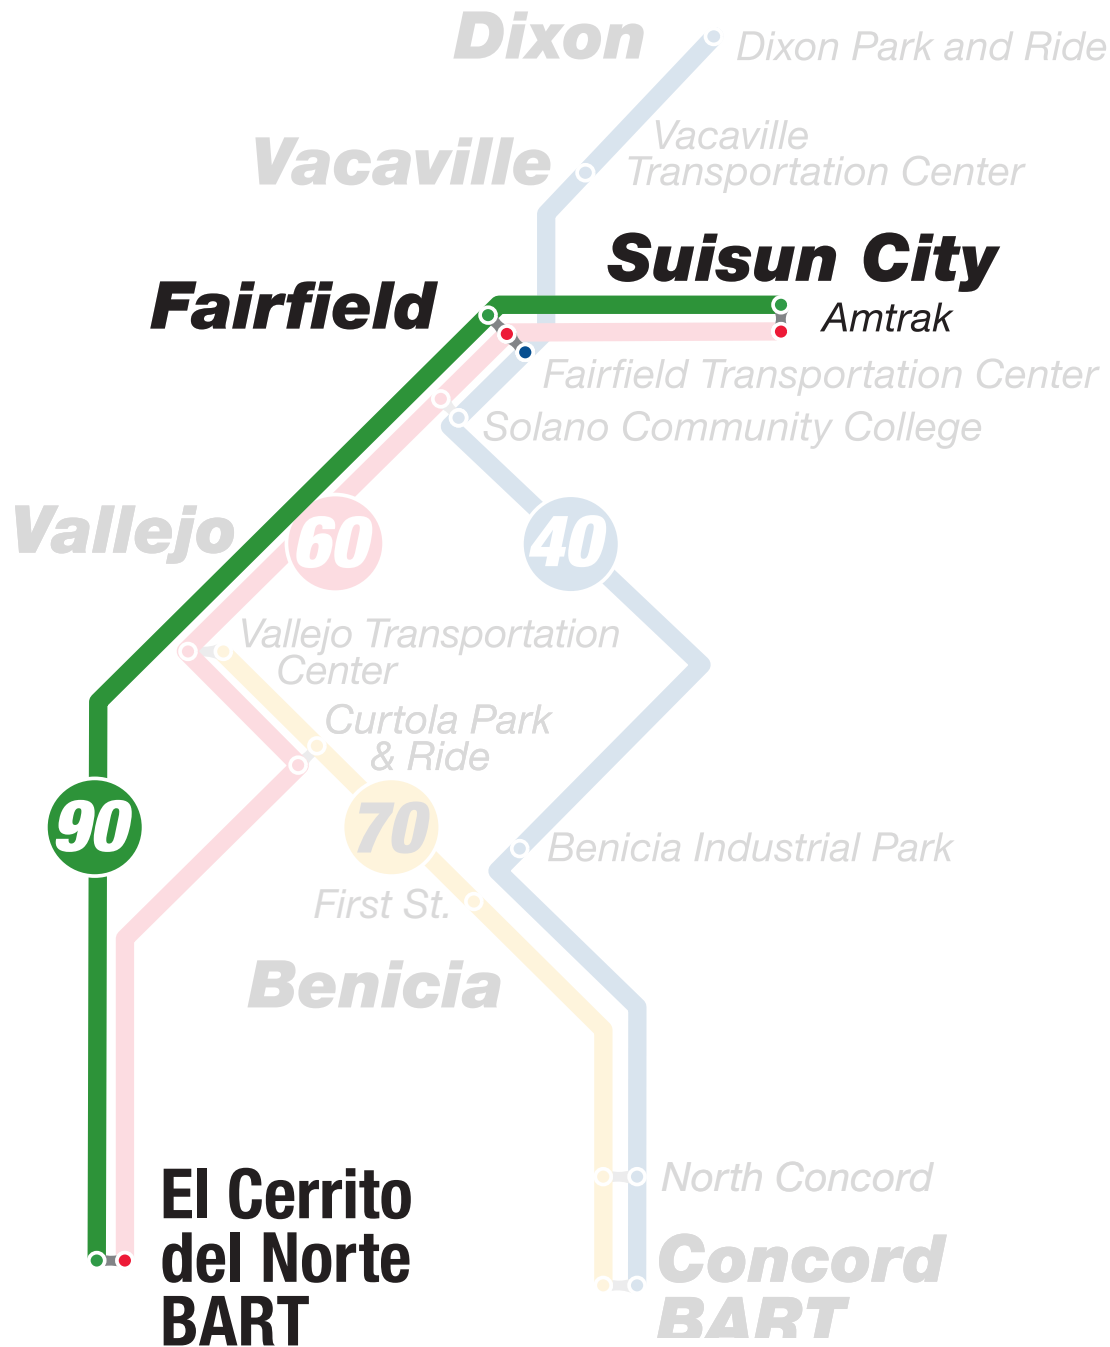 Dixon
Dixon Park and Ride
Vacaville
Vacaville
Transportation Center
Suisun City
Fairfield
Amtrak
Fairfield Transportation Center
Solano Community College
Vallejo
60
40
Vallejo Transportation
Center
Curtola Park
& Ride
90
70
Benicia Industrial Park
First St.
Benicia
North Concord
El Cerrito
del Norte
BART
Concord
BART